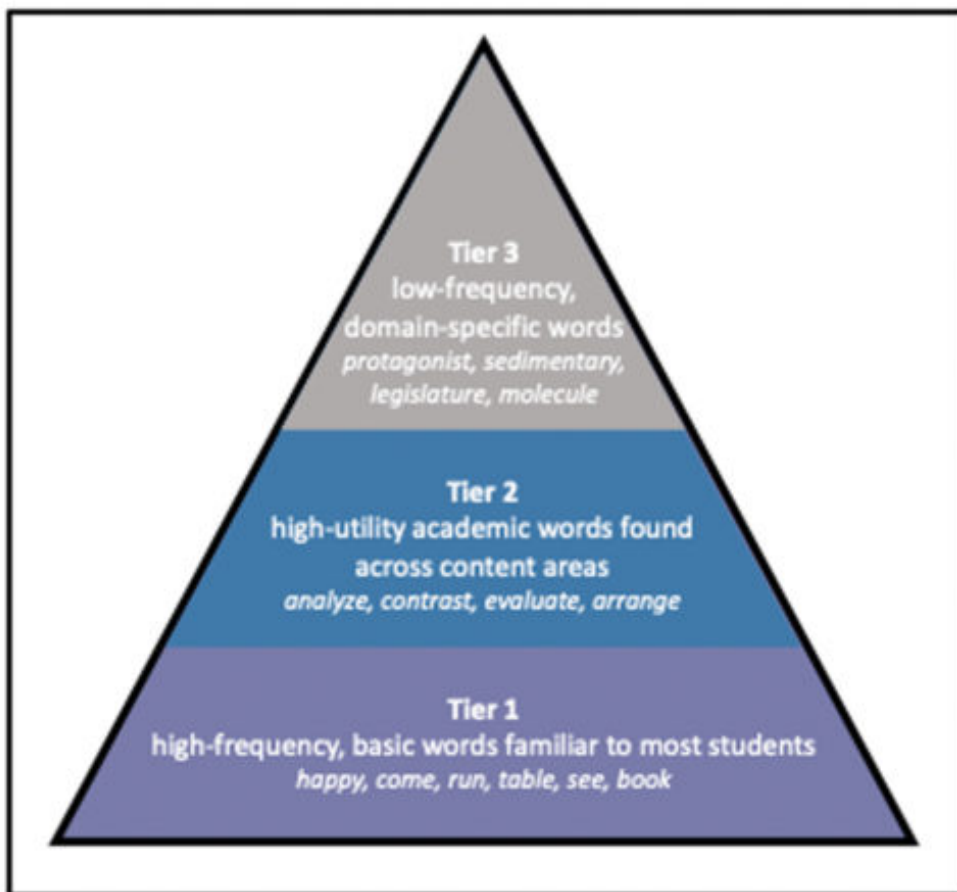 Tier 3
low-frequency,
domain-specific words
protagonist, sedimentary,
legislature, molecule
Tier 2
high-utility academic words found
across content areas
analyze, contrast, evaluate, arrange
Tier 1
high-frequency, basic words familiar to most students
happy, come, run, table, see, book